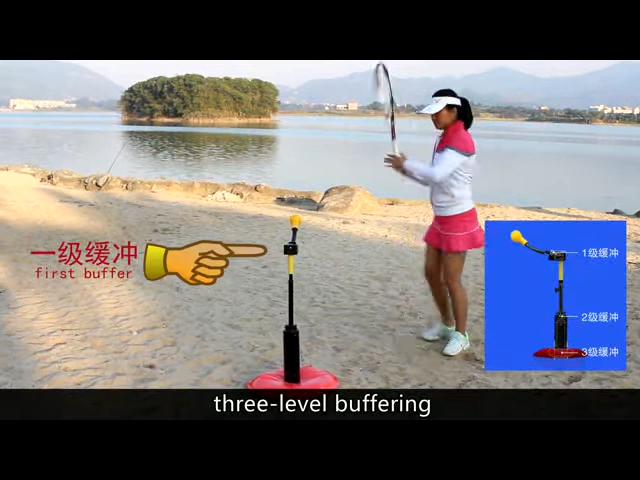 一级缓冲
first buffer
1级缓冲
2级缓冲
3级缓冲
three-level buffering